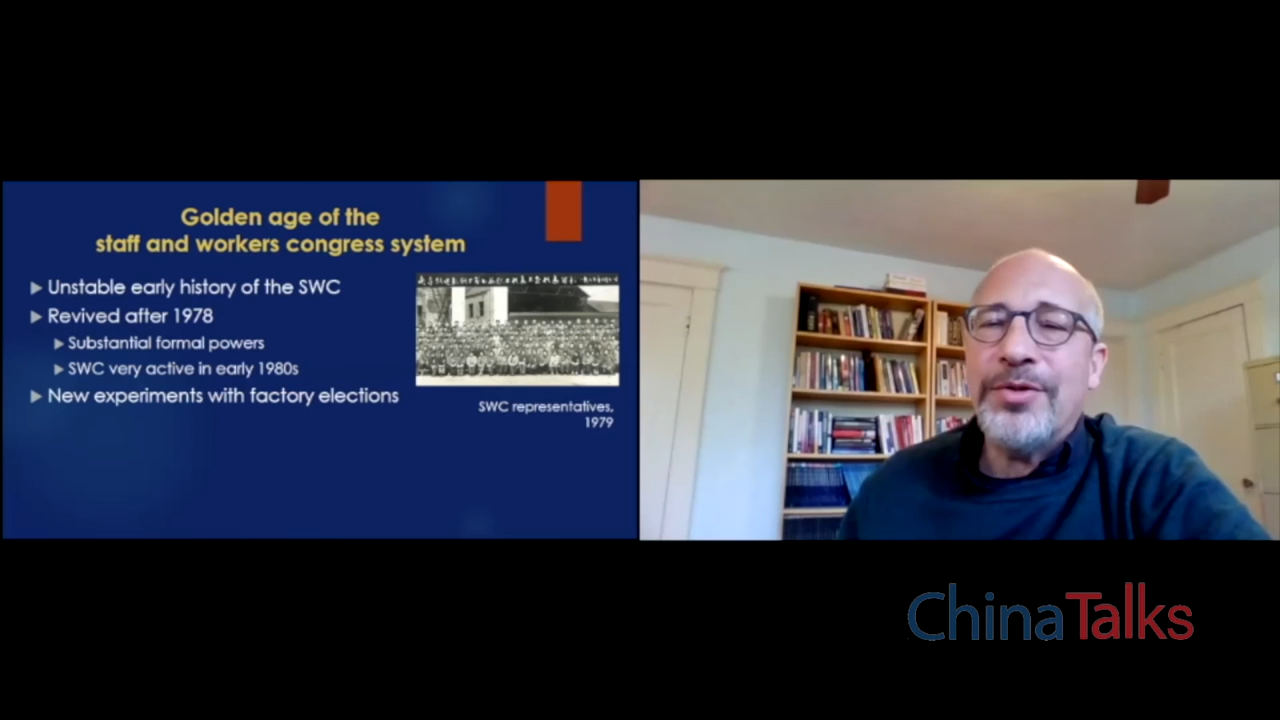 Golden age of the
staff and workers congress system
Unstable early history of the SWC
Revived after 1978
Substantial formal powers
SWC very active in early 1980s
New experiments with factory elections
SWC representatives,
1979
ChinaTalks